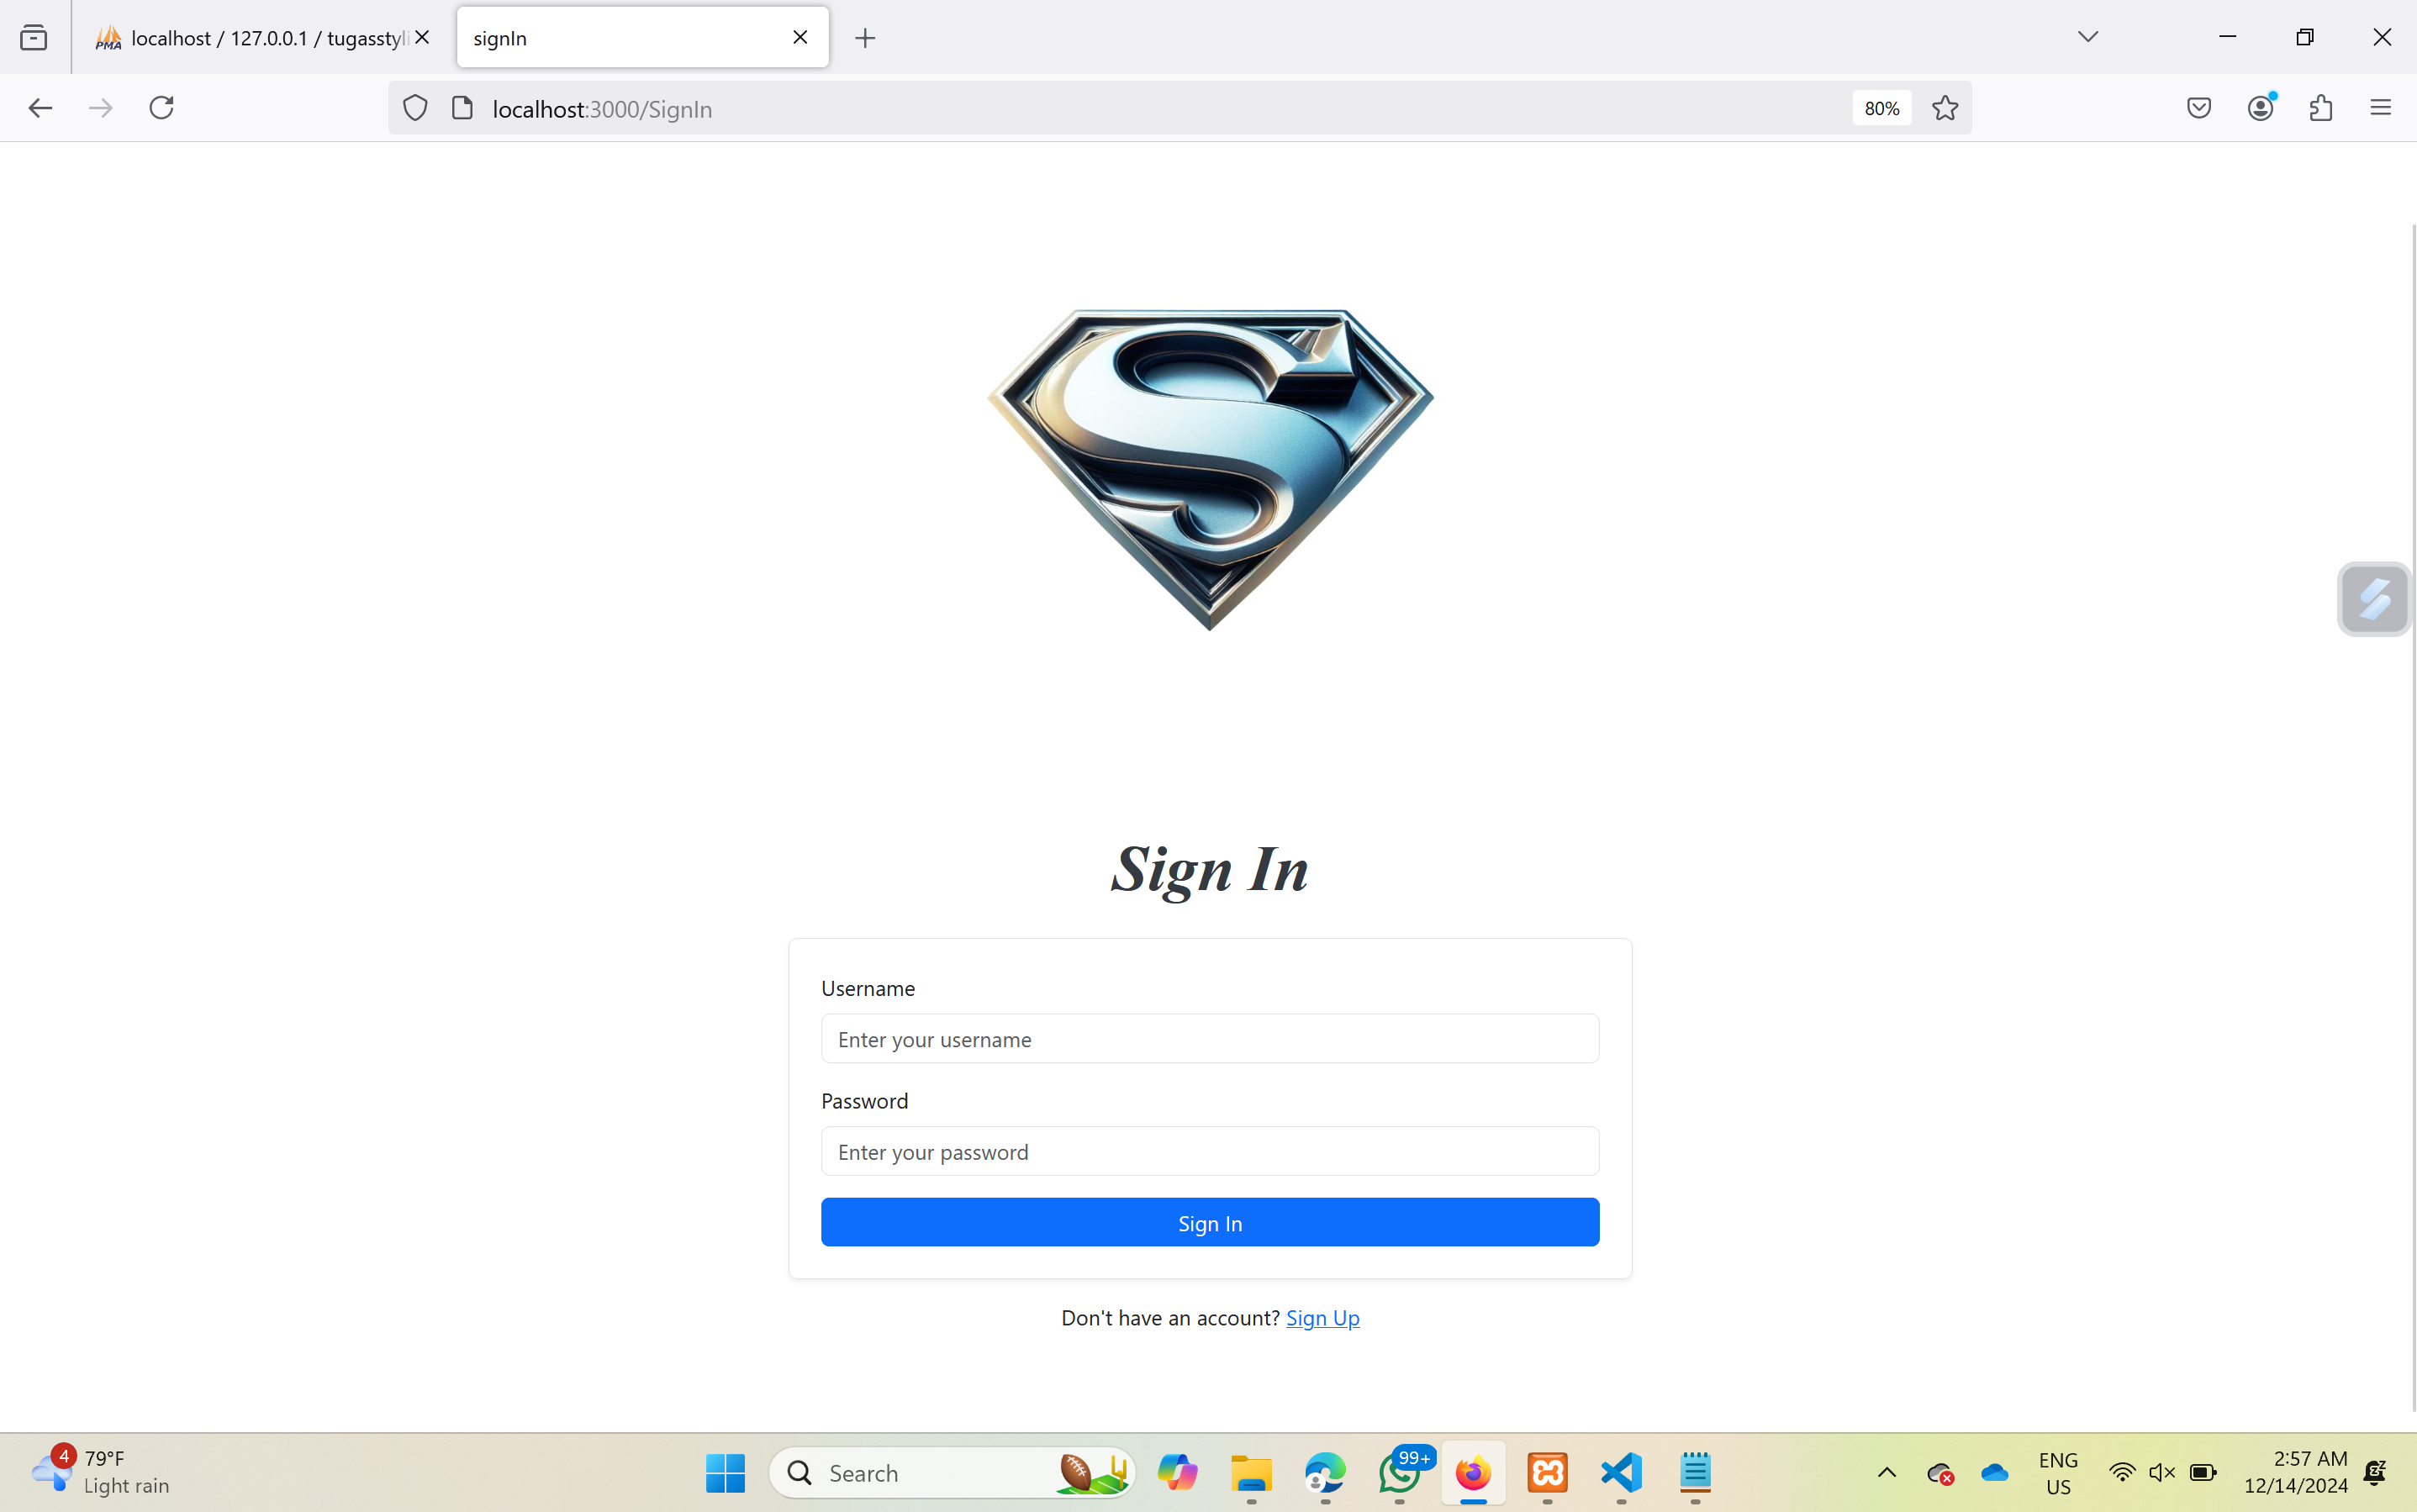 localhost / 127.0.0.1 / tugasstyli
signIn
localhost:3000/SignIn
80%
S
Sign In
Username
Enter your username
Password
Enter your password
Sign In
Don't have an account? Sign Up
4
79°F
Light rain
Search
99+
ENG
US
2:57 AM
12/14/2024
PMA